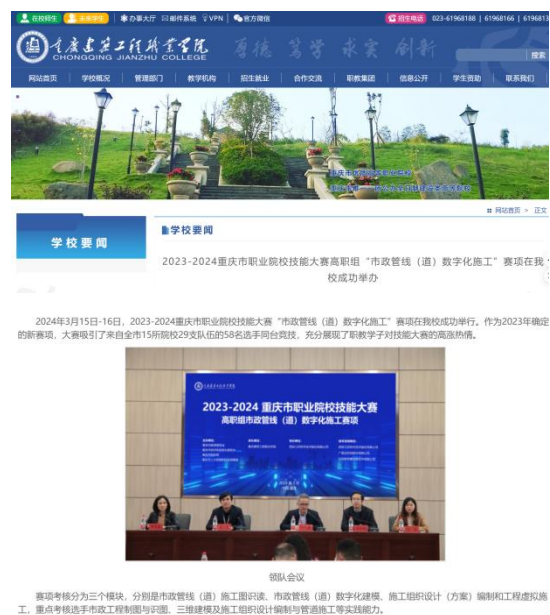 在校师生 未来学生 办事大厅 邮件系统 VPN 官方微信 招生电话 023-61968188 | 61968166 | 6196813
重庆建筑工程职业学院 厚德 笃学 求实 创新
CHONGQING JIANZHU COLLEGE
搜索
网站首页 学校概况 管理部门 教学机构 招生就业 合作交流 职教集团 信息公开 学生资助 联系我们
重庆市优质高等职业院校
网站首页 > 正文
学校要闻
学校要闻
2023-2024重庆市职业院校技能大赛高职组“市政管线（道）数字化施工”赛项在我
校成功举办
2024年3月15日-16日，2023-2024重庆市职业院校技能大赛“市政管线（道）数字化施工”赛项在我校成功举行。作为2023年确定
的新赛项，大赛吸引了来自全市15所院校29支队伍的58名选手同台竞技，充分展现了职教学子对技能大赛的高涨热情。
2023-2024 重庆市职业院校技能大赛
高职组市政管线（道）数字化施工赛项
领队会议
赛项考核分为三个模块，分别是市政管线（道）施工图识读、市政管线（道）数字化建模、施工组织设计（方案）编制和工程虚拟施
工，重点考核选手市政工程制图与识图、三维建模及施工组织设计编制与管道施工等实践能力。